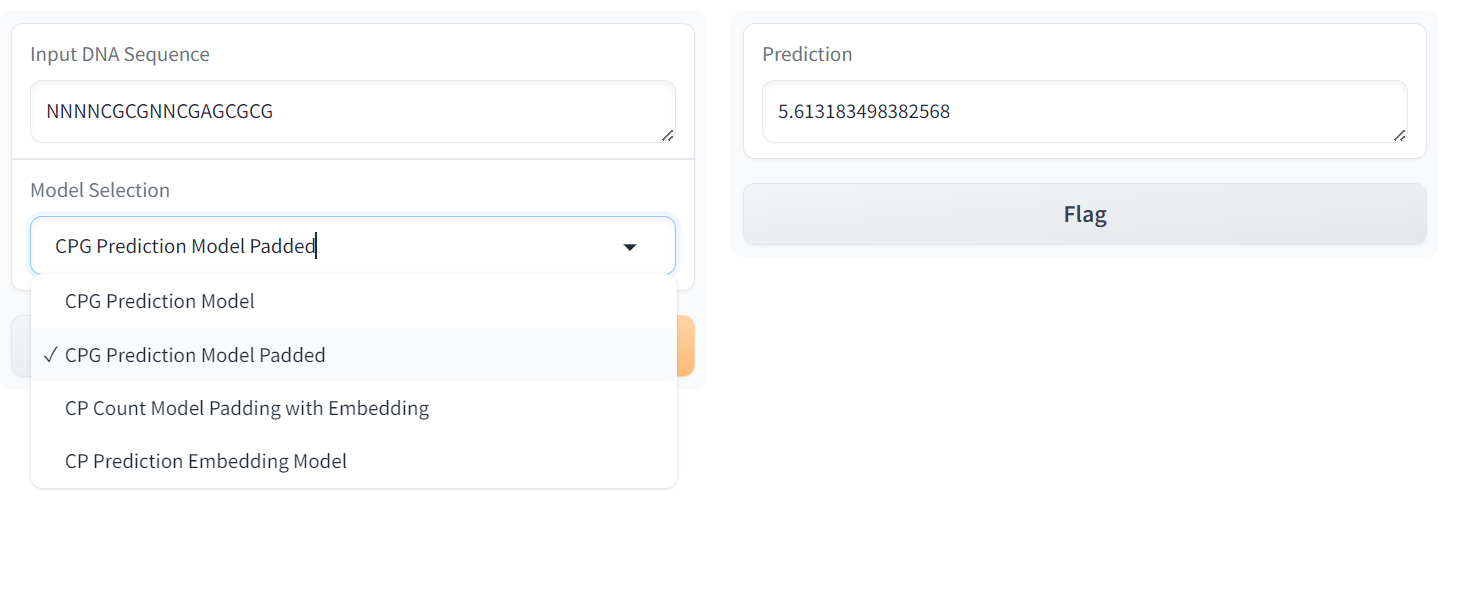 Input DNA Sequence
NNNNCGCGNNCGAGCGCG
Model Selection
CPG Prediction Model Padded
CPG Prediction Model
✓ CPG Prediction Model Padded
CP Count Model Padding with Embedding
CP Prediction Embedding Model
Prediction
5.613183498382568
Flag